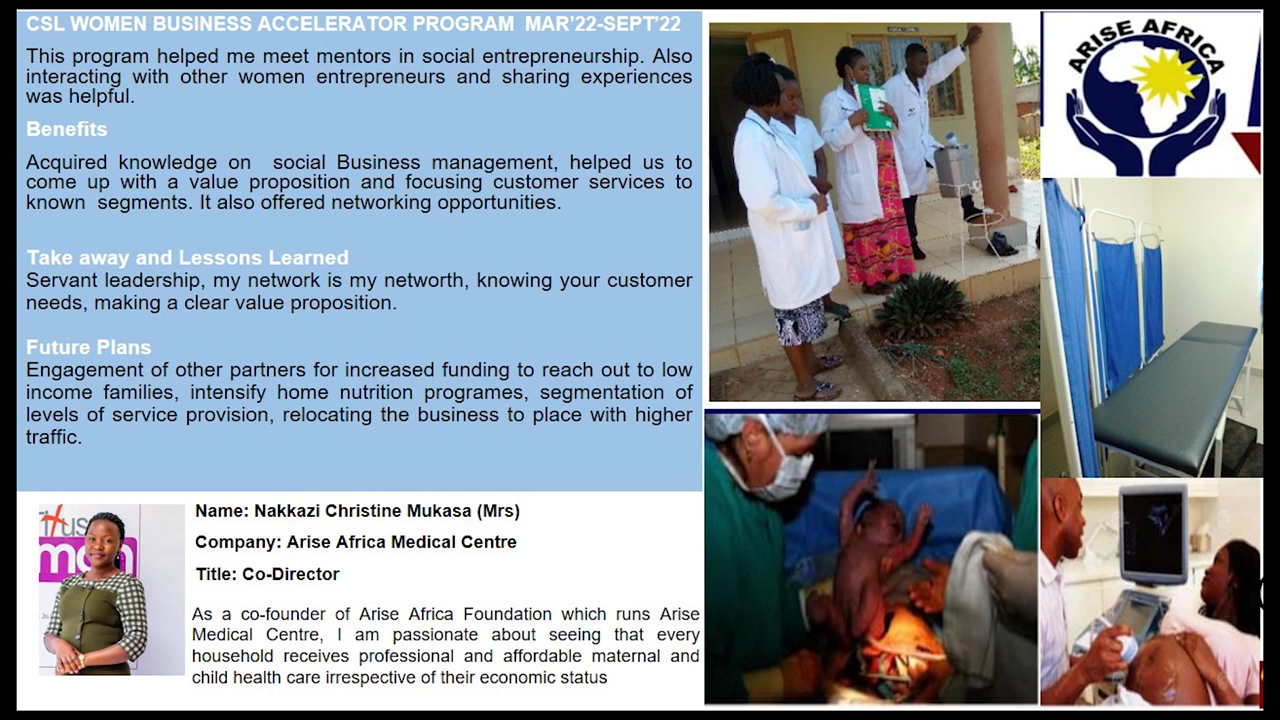 CSL WOMEN BUSINESS ACCELERATOR PROGRAM MAR'22-SEPT'22
This program helped me meet mentors in social entrepreneurship. Also
interacting with other women entrepreneurs and sharing experiences
was helpful.
Benefits
Acquired knowledge on social Business management, helped us to
come up with a value proposition and focusing customer services to
known segments. It also offered networking opportunities.
Take away and Lessons Learned
Servant leadership, my network is my networth, knowing your customer
needs, making a clear value proposition.
Future Plans
Engagement of other partners for increased funding to reach out to low
income families, intensify home nutrition programes, segmentation of
levels of service provision, relocating the business to place with higher
traffic.
Name: Nakkazi Christine Mukasa (Mrs)
Company: Arise Africa Medical Centre
Title: Co-Director
As a co-founder of Arise Africa Foundation which runs Arise
Medical Centre, I am passionate about seeing that every
household receives professional and affordable maternal and
child health care irrespective of their economic status
ARISE AFRICA